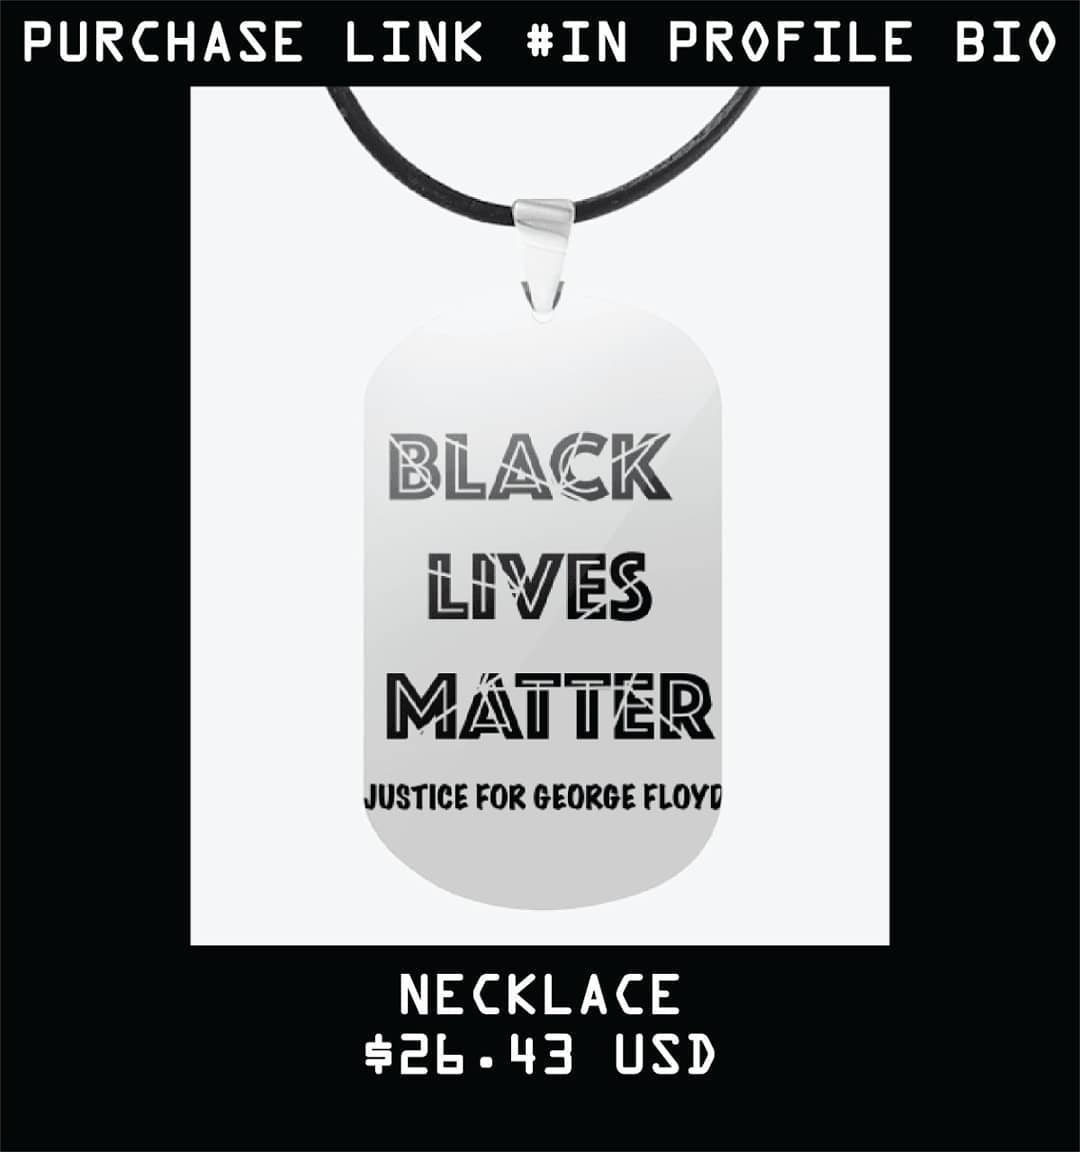 PURCHASE LINK #IN PROFILE BIO
BLACK
LIVES
MATTER
JUSTICE FOR GEORGE FLOYD
NECKLACE
$26.43 USD